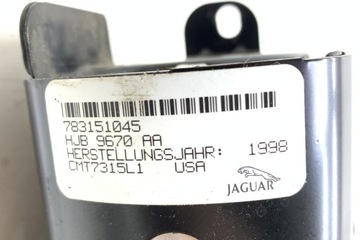 783151045
HJB 9670 AA
HERSTELLUNGSJAHR: 1998
CMT7315L1 USA
JAGUAR